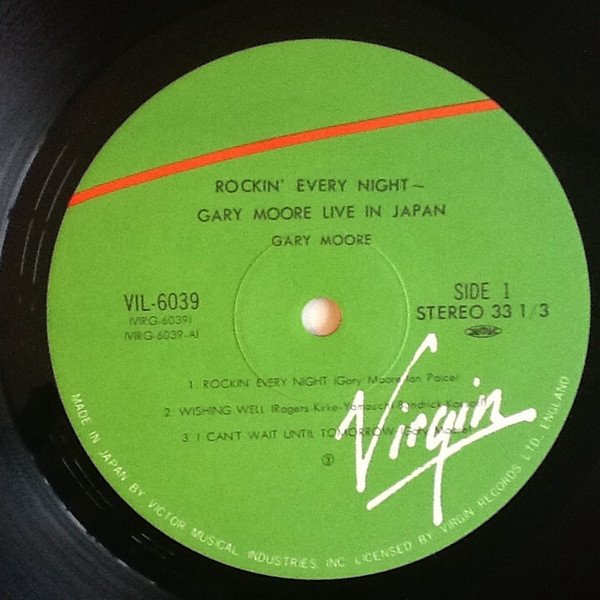 ROCKIN' EVERY NIGHT~
GARY MOORE LIVE IN JAPAN
GARY MOORE
VIL-6039
(VIRG-6039)
(VIRG-6039-A)
SIDE 1
STEREO 33 1/3
1. ROCKIN' EVERY NIGHT (Gary Moore-Ian Paice)
2. WISHING WELL (Rogers-Kirke-Yamauchi-Bundrick-Kossoff)
3. I CAN'T WAIT UNTIL TOMORROW (Gary Moore)
Virgin
MADE IN JAPAN BY VICTOR MUSICAL INDUSTRIES, INC. LICENSED BY VIRGIN RECORDS LTD. ENGLAND